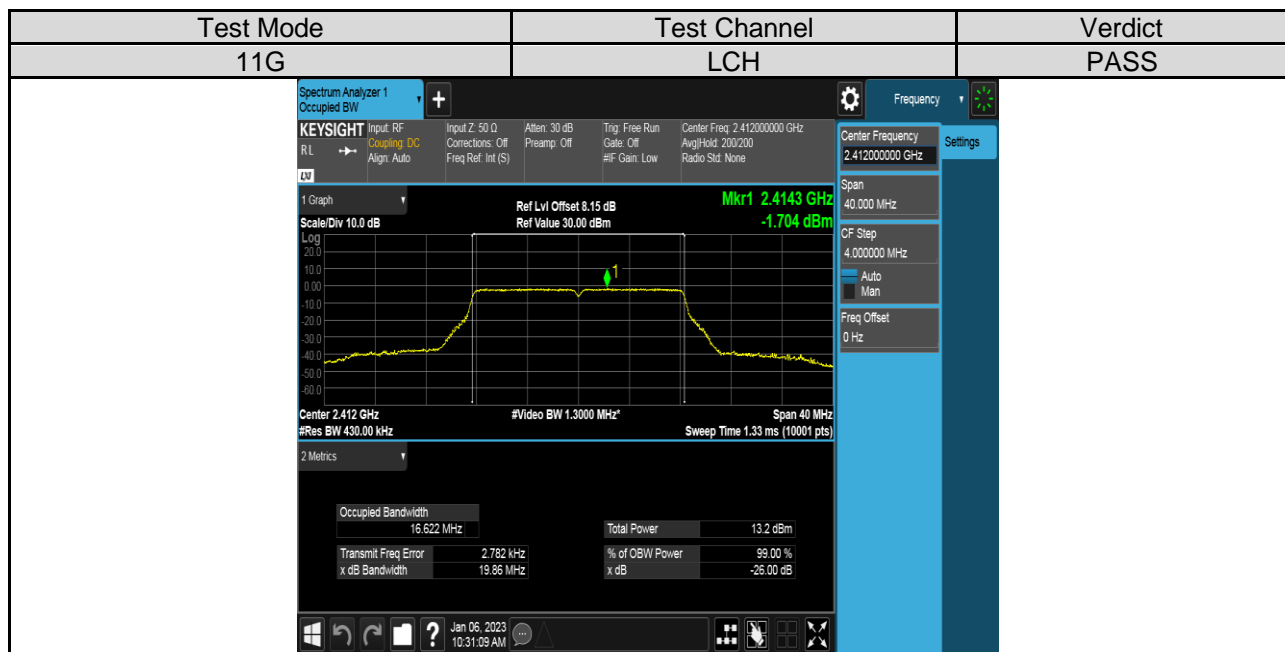 Test Mode Test Channel Verdict
11G LCH PASS
Spectrum Analyzer 1
Occupied BW
+
Frequency
KEYSIGHT Input: RF Input Z: 50 Ω Atten: 30 dB Trig: Free Run Center Freq: 2.412000000 GHz
RL Coupling: DC Corrections: Off Preamp: Off Gate: Off Avg|Hold: 200/200
Align: Auto Freq Ref: Int (S) #IF Gain: Low Radio Std: None
LXI
Center Frequency
2.412000000 GHz
Settings
Span
40.000 MHz
CF Step
4.000000 MHz
Auto
Man
Freq Offset
0 Hz
1 Graph
Ref Lvl Offset 8.15 dB Mkr1 2.4143 GHz
Scale/Div 10.0 dB Ref Value 30.00 dBm -1.704 dBm
Log
20.0
10.0
1
0.00
-10.0
-20.0
-30.0
-40.0
-50.0
-60.0
Center 2.412 GHz #Video BW 1.3000 MHz* Span 40 MHz
#Res BW 430.00 kHz Sweep Time 1.33 ms (10001 pts)
2 Metrics
Occupied Bandwidth
16.622 MHz Total Power 13.2 dBm
Transmit Freq Error 2.782 kHz % of OBW Power 99.00 %
x dB Bandwidth 19.86 MHz x dB -26.00 dB
? Jan 06, 2023
10:31:09 AM